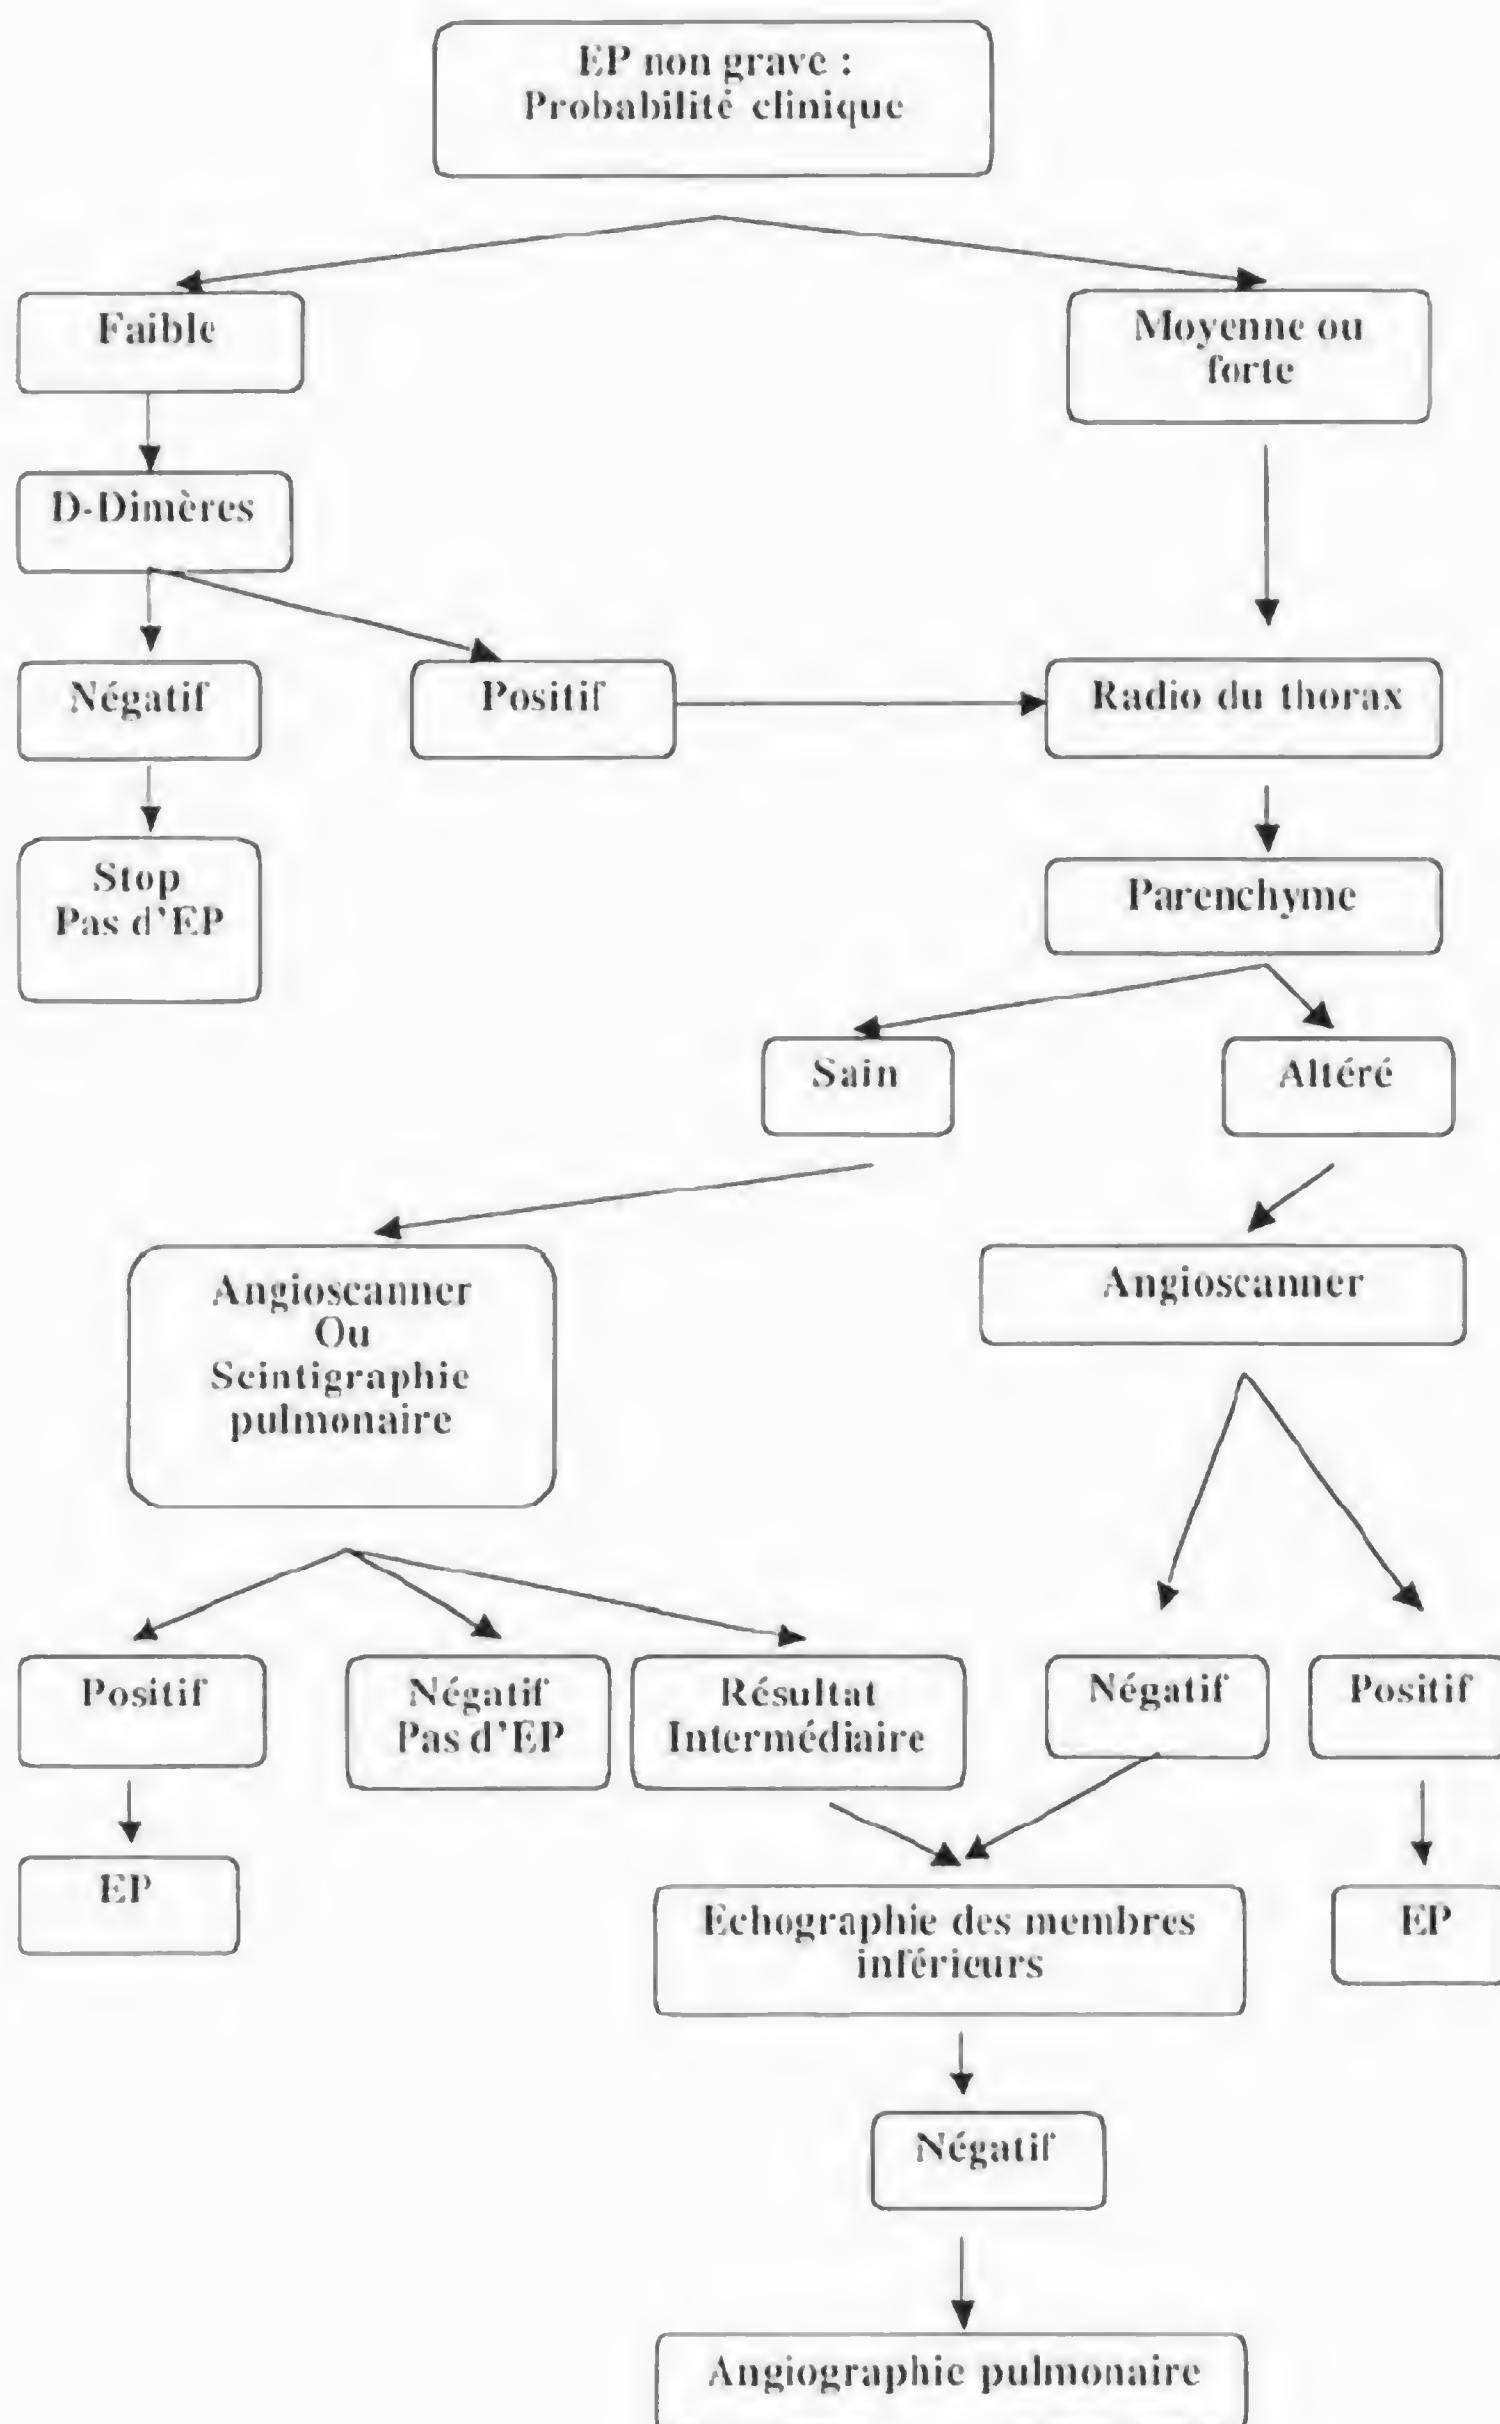 EP non grave :
Probabilité clinique
Faible
Moyenne ou
forte
D-Dimères
Négatif
Positif
Radio du thorax
Stop
Pas d'EP
Parenchyme
Sain
Altéré
Angioscanner
Ou
Scintigraphie
pulmonaire
Angioscanner
Positif
Négatif
Pas d'EP
Résultat
Intermédiaire
Négatif
Positif
EP
Echographie des membres
inférieurs
EP
Négatif
Angiographie pulmonaire